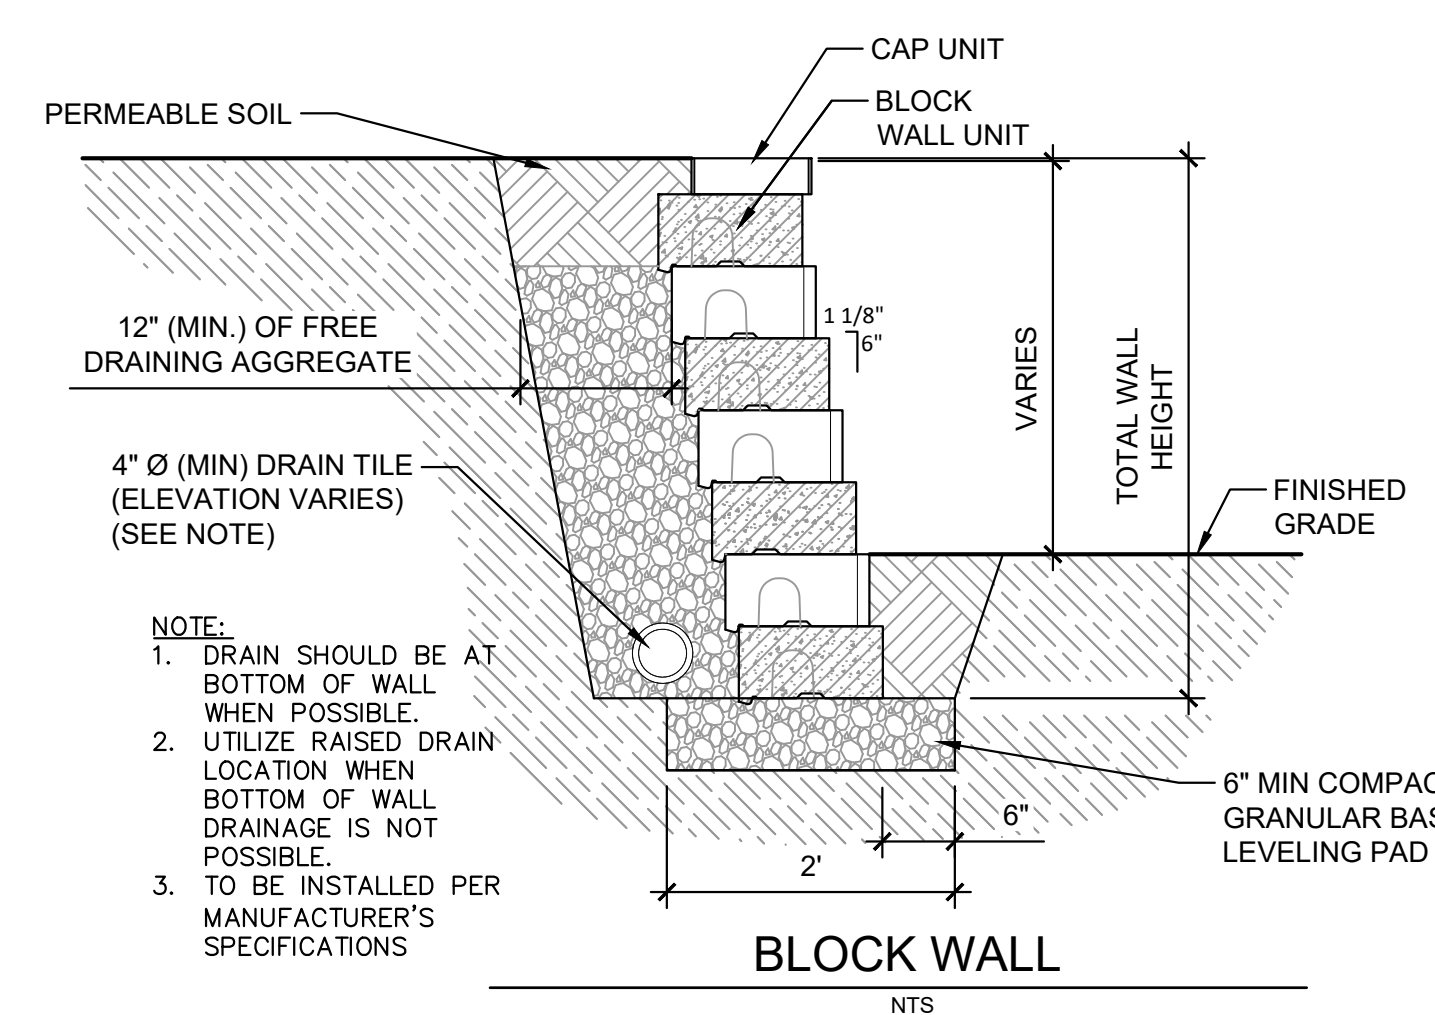 CAP UNIT
BLOCK
WALL UNIT
PERMEABLE SOIL
12" (MIN.) OF FREE
DRAINING AGGREGATE
1 1/8"
6"
VARIES
TOTAL WALL
HEIGHT
4" Ø (MIN) DRAIN TILE
(ELEVATION VARIES)
(SEE NOTE)
FINISHED
GRADE
NOTE:
1. DRAIN SHOULD BE AT
BOTTOM OF WALL
WHEN POSSIBLE.
2. UTILIZE RAISED DRAIN
LOCATION WHEN
BOTTOM OF WALL
DRAINAGE IS NOT
POSSIBLE.
3. TO BE INSTALLED PER
MANUFACTURER'S
SPECIFICATIONS
6" MIN
GRANULAR
LEVELING PAD
6"
2'
BLOCK WALL
NTS